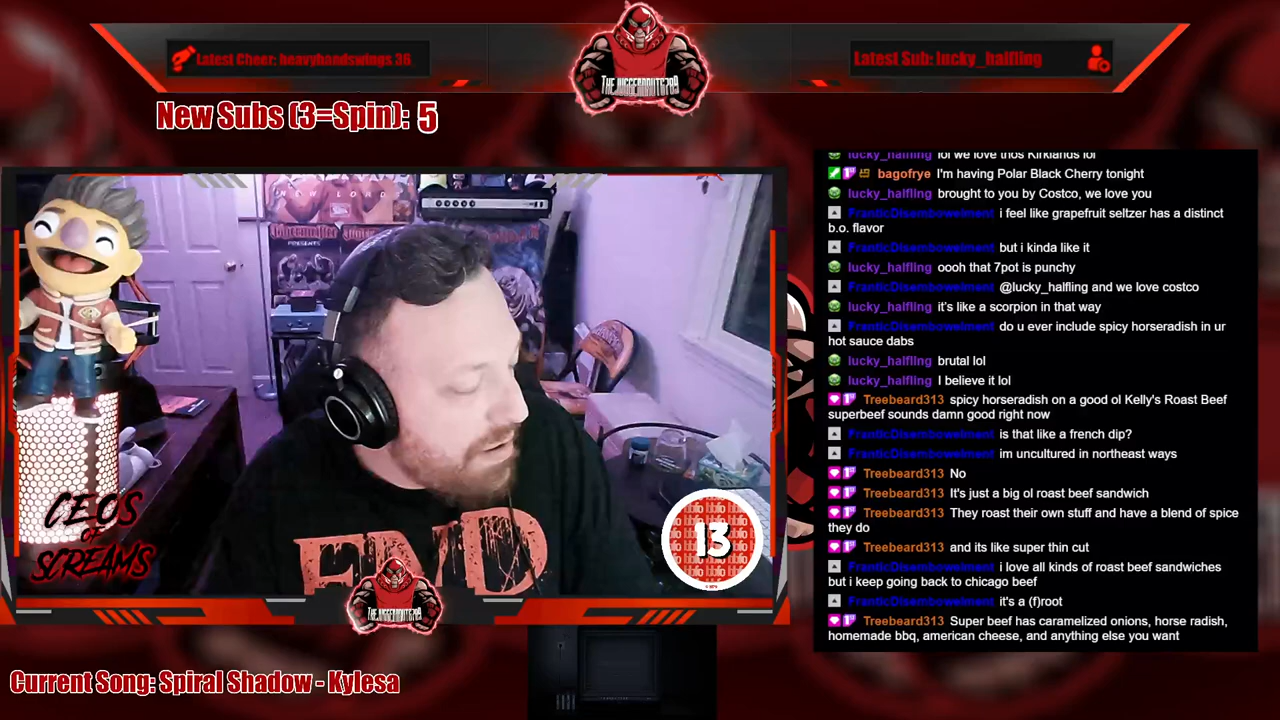 Latest Cheer: heavyhandswings 36
THEJUGGERNAUT6789
Latest Sub: lucky_halfling
New Subs (3=Spin): 5
lucky_halfling lol we love thos Kirklands lol
bagofrye I'm having Polar Black Cherry tonight
lucky_halfling brought to you by Costco, we love you
FranticDisembowelment i feel like grapefruit seltzer has a distinct
b.o. flavor
FranticDisembowelment but i kinda like it
lucky_halfling oooh that 7pot is punchy
FranticDisembowelment @lucky_halfling and we love costco
lucky_halfling it's like a scorpion in that way
FranticDisembowelment do u ever include spicy horseradish in ur
hot sauce dabs
lucky_halfling brutal lol
lucky_halfling I believe it lol
Treebeard313 spicy horseradish on a good ol Kelly's Roast Beef
superbeef sounds damn good right now
FranticDisembowelment is that like a french dip?
FranticDisembowelment im uncultured in northeast ways
Treebeard313 No
Treebeard313 It's just a big ol roast beef sandwich
Treebeard313 They roast their own stuff and have a blend of spice
they do
Treebeard313 and its like super thin cut
FranticDisembowelment i love all kinds of roast beef sandwiches
but i keep going back to chicago beef
FranticDisembowelment it's a (f)root
Treebeard313 Super beef has caramelized onions, horse radish,
homemade bbq, american cheese, and anything else you want
NEW LORDS
Jägermeister
PRESENTS
CEOS
OF
SCREAMS
END
13
Current Song: Spiral Shadow - Kylesa